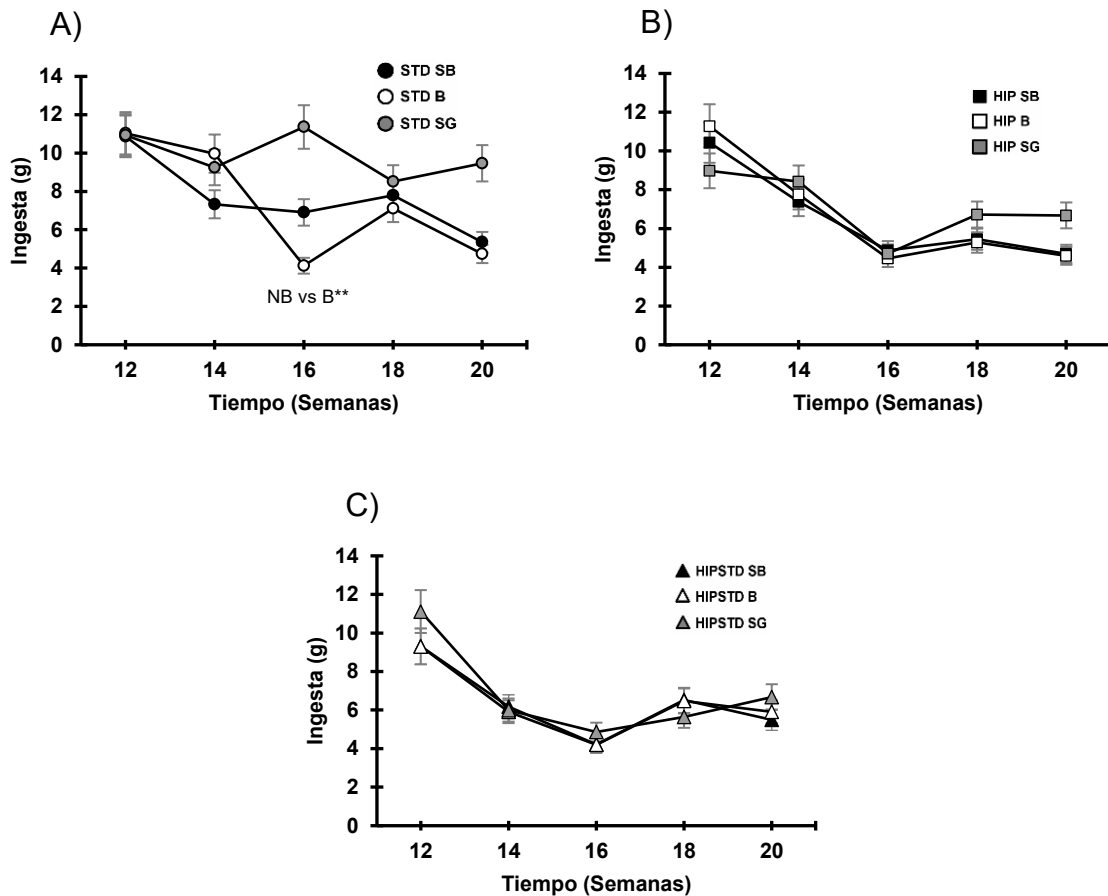 A)
STD SB
STD B
STD SG
Ingesta (g)
14
12
10
8
6
4
2
0
NB vs B**
12 14 16 18 20
Tiempo (Semanas)
B)
HIP SB
HIP B
HIP SG
Ingesta (g)
14
12
10
8
6
4
2
0
12 14 16 18 20
Tiempo (Semanas)
C)
HIPSTD SB
HIPSTD B
HIPSTD SG
Ingesta (g)
14
12
10
8
6
4
2
0
12 14 16 18 20
Tiempo (Semanas)